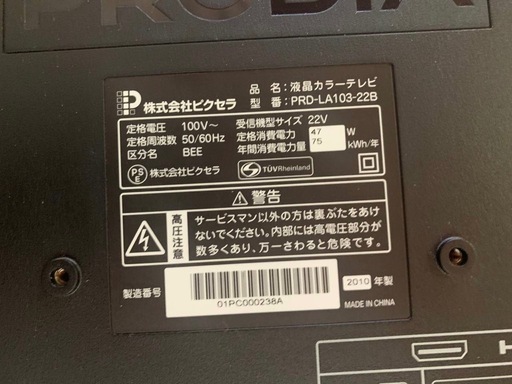 PRODIA
株式会社ピクセラ
品 名: 液晶カラーテレビ
型 番: PRD-LA103-22B
定格電圧 100V~
定格周波数 50/60Hz
区分名 BEE
受信機型サイズ 22V
定格消費電力 47 W
年間消費電力量 75 kWh/年
PS E 株式会社ピクセラ
TÜVRheinland
警告
高圧注意
サービスマン以外の方は裏ぶたをあけ
ないでください。内部には高電圧部分が
数多くあり、万一さわると危険です。
製造番号
01PC000238A
2010 年製
MADE IN CHINA